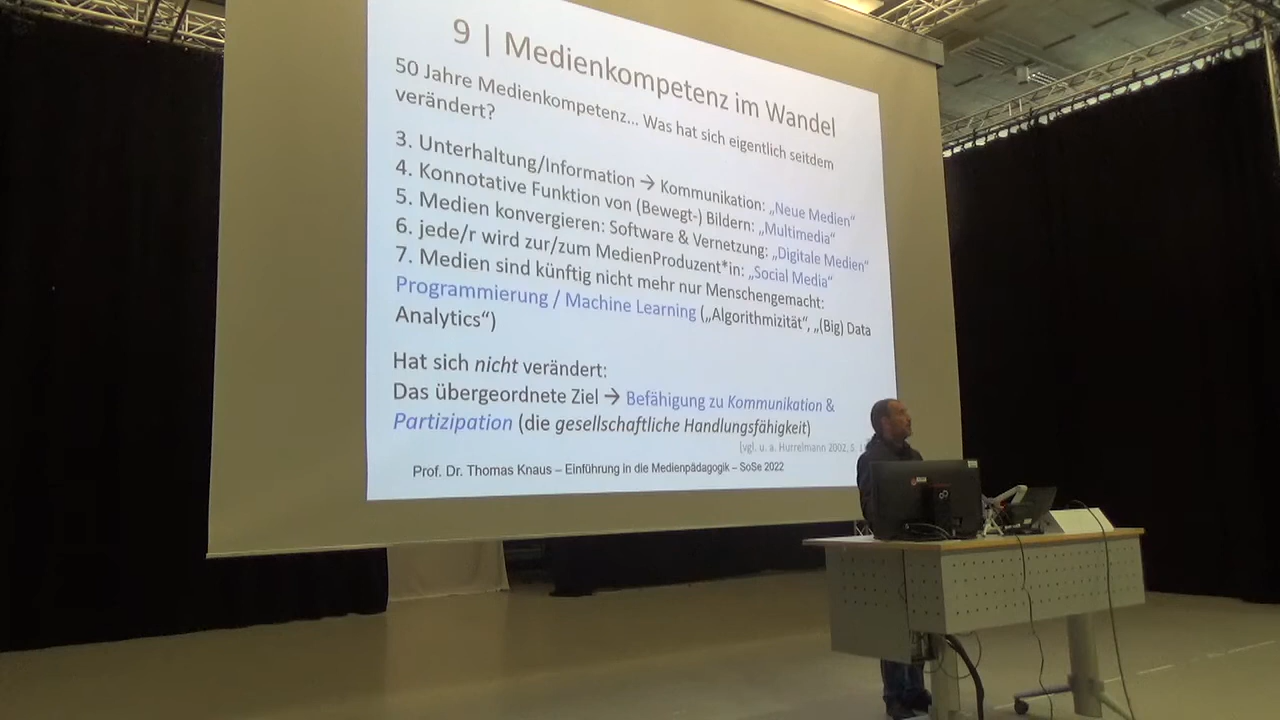 9 | Medienkompetenz im Wandel
50 Jahre Medienkompetenz... Was hat sich eigentlich seitdem
verändert?
3. Unterhaltung/Information → Kommunikation: „Neue Medien“
4. Konnotative Funktion von (Bewegt-) Bildern: „Multimedia“
5. Medien konvergieren: Software & Vernetzung: „Digitale Medien“
6. jede/r wird zur/zum MedienProduzent*in: „Social Media“
7. Medien sind künftig nicht mehr nur Menschengemacht:
Programmierung / Machine Learning („Algorithmizität“, „(Big) Data
Analytics“)
Hat sich nicht verändert:
Das übergeordnete Ziel → Befähigung zu Kommunikation &
Partizipation (die gesellschaftliche Handlungsfähigkeit)
[vgl. u. a. Hurrelmann 2002, S.
Prof. Dr. Thomas Knaus – Einführung in die Medienpädagogik – SoSe 2022